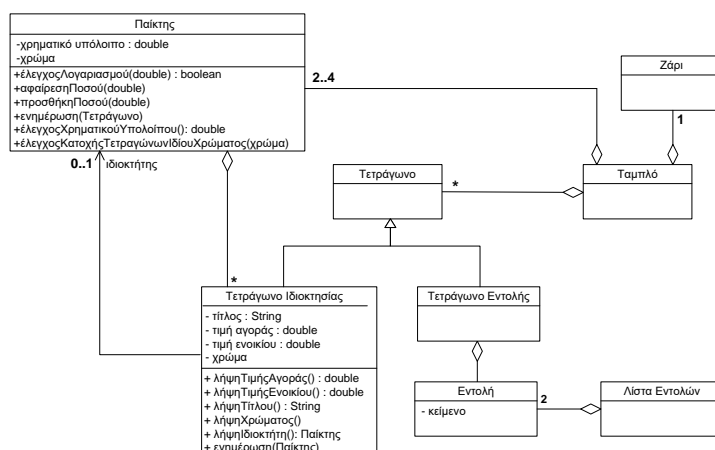 Παίκτης
-χρηματικό υπόλοιπο : double
-χρώμα
+έλεγχοςΛογαριασμού(double) : boolean
+αφαίρεσηΠοσού(double)
+προσθήκηΠοσού(double)
+ενημέρωση(Τετράγωνο)
+έλεγχοςΧρηματικούΥπολοίπου(): double
+έλεγχοςΚατοχήςΤετραγώνωνΙδίουΧρώματος(χρώμα)
2..4
Ζάρι
1
0..1 ιδιοκτήτης
Τετράγωνο
*
Ταμπλό
*
Τετράγωνο Ιδιοκτησίας
- τίτλος : String
- τιμή αγοράς : double
- τιμή ενοικίου : double
- χρώμα
+ λήψηΤιμήςΑγοράς() : double
+ λήψηΤιμήςΕνοικίου() : double
+ λήψηΤίτλου() : String
+ λήψηΧρώματος()
+ λήψηΙδιοκτήτη(): Παίκτης
+ ενημέρωση(Παίκτης)
Τετράγωνο Εντολής
Εντολή
- κείμενο
2
Λίστα Εντολών